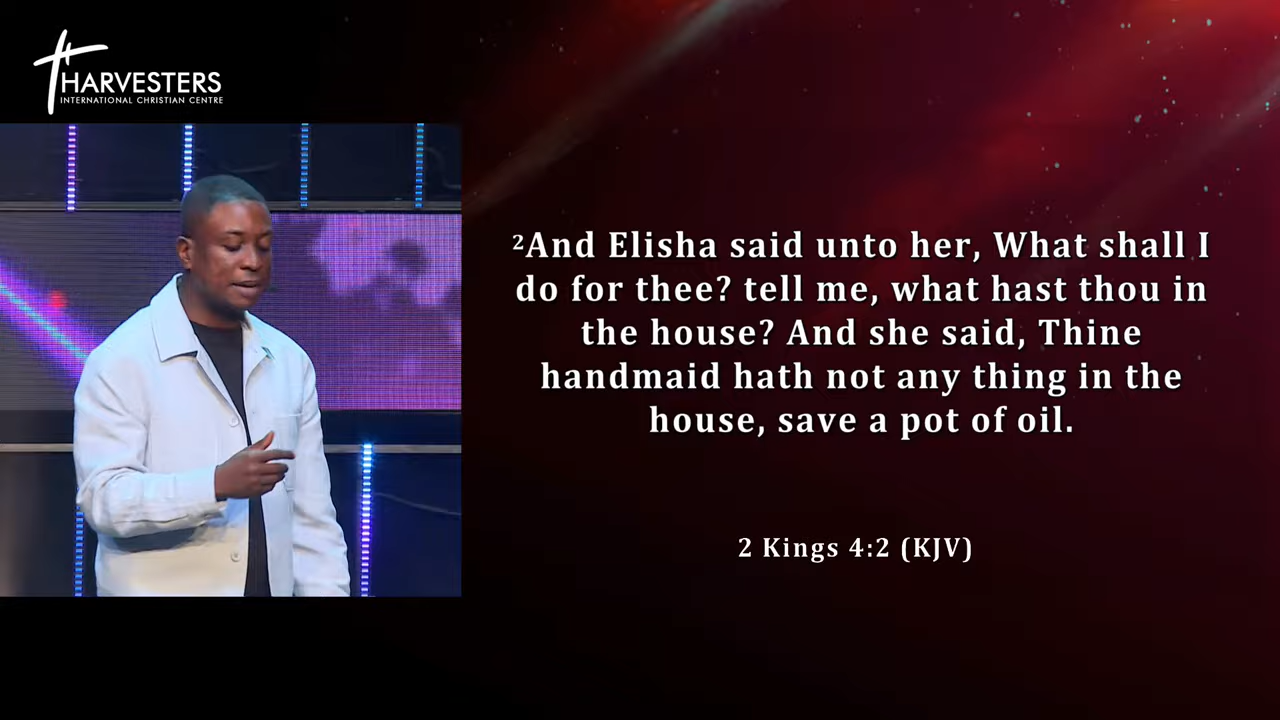 HARVESTERS
INTERNATIONAL CHRISTIAN CENTRE
²And Elisha said unto her, What shall I
do for thee? tell me, what hast thou in
the house? And she said, Thine
handmaid hath not any thing in the
house, save a pot of oil.
2 Kings 4:2 (KJV)